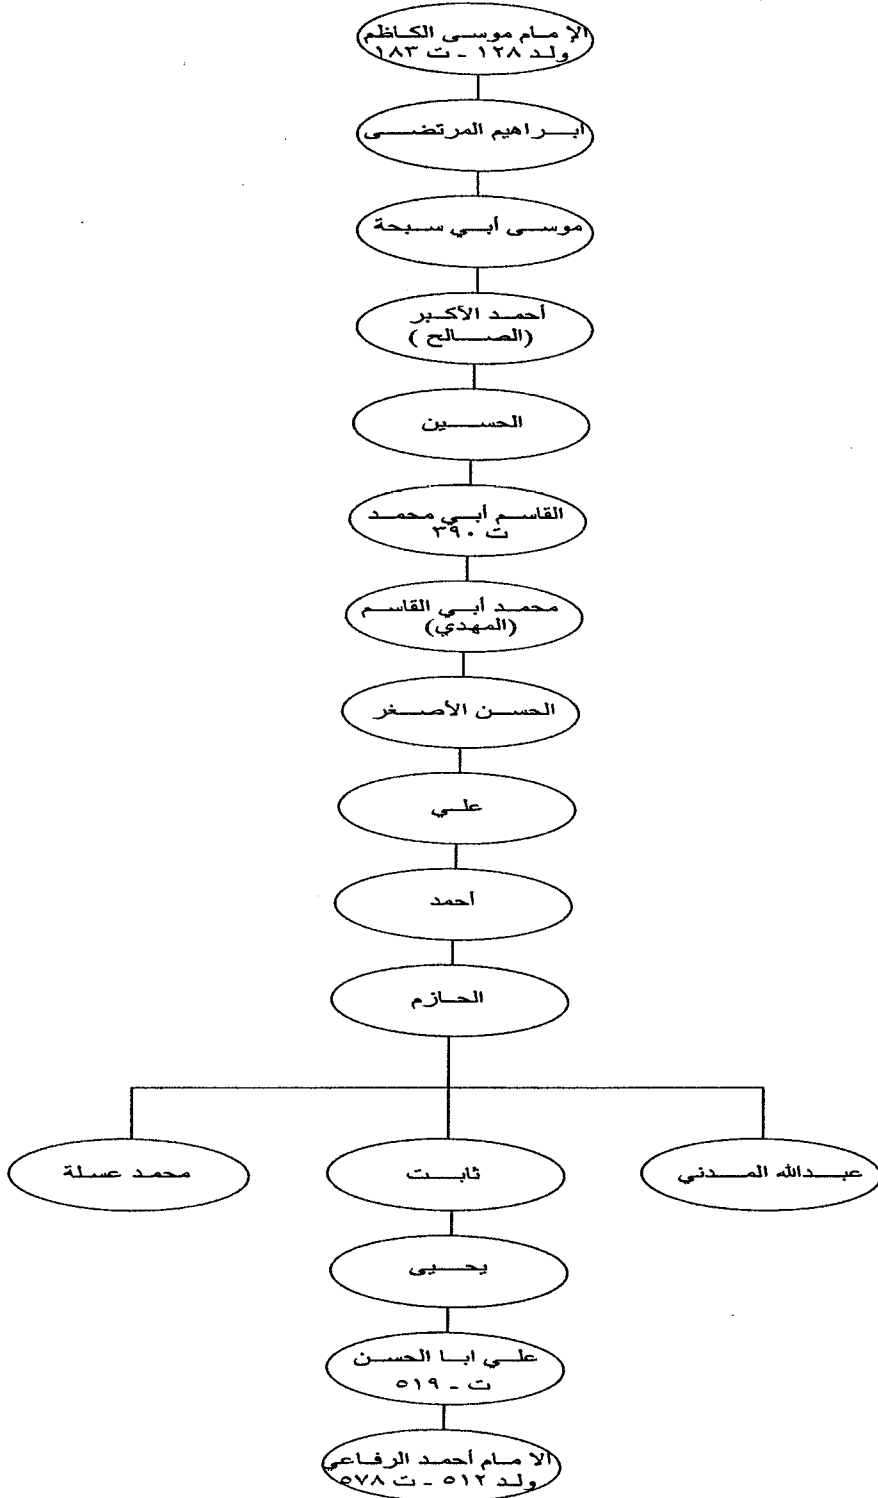 الإمام موسى الكاظم
ولد ١٢٨ - ت ١٨٣
ابراهيم المرتضى
موسى أبي سبحة
أحمد الأكبر
(الصالح)
الحسين
القاسم أبي محمد
ت ٣٩٠
محمد أبي القاسم
(المهدي)
الحسن الأصغر
علي
أحمد
الحازم
عبدالله المدني
ثابت
محمد عسلة
يحيى
علي ابا الحسن
ت - ٥١٩
الامام أحمد الرفاعي
ولد ٥١٢ - ت ٥٧٨